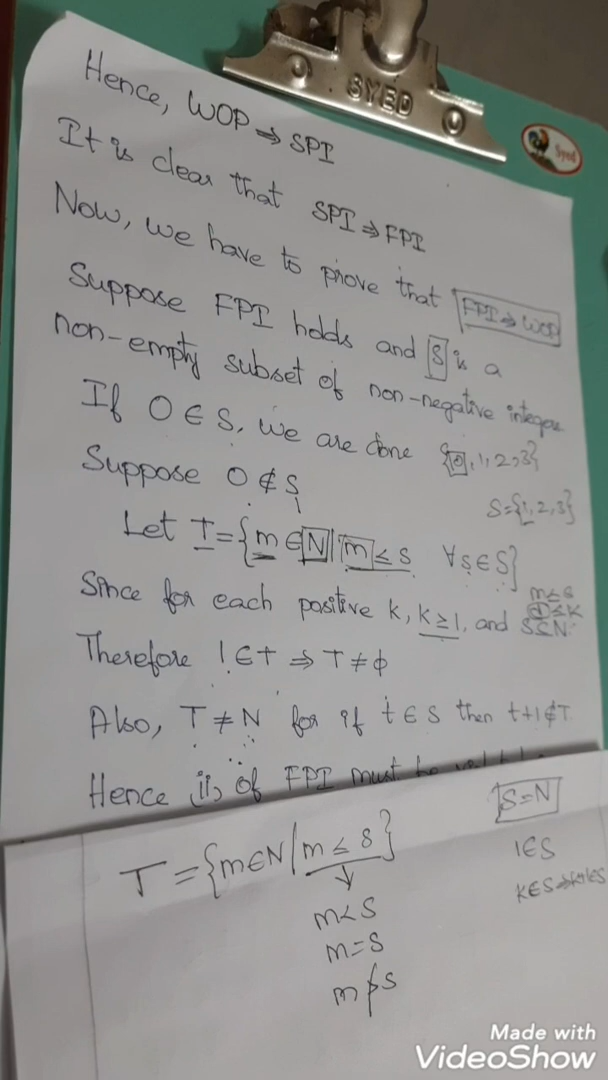 SYED
Syed
Hence, WOP ⇒ SPI
It is clear that SPI ⇒ FPI
Now, we have to prove that FPI ⇒ WOP
Suppose FPI holds and S is a
non-empty subset of non-negative integers
If 0 ∈ S, we are done {0, 1, 2, 3}
Suppose 0 ∉ S
S={1, 2, 3}
Let T={m ∈ N | m ≤ s ∀ s ∈ S}
m ≤ s
1 ≤ k
Since for each positive k, k ≥ 1, and S ⊆ N.
Therefore 1 ∈ T ⇒ T ≠ φ
Also, T ≠ N for if t ∈ S then t+1 ∉ T
Hence (ii) of FPI must be
S=N
T = {m ∈ N | m ≤ s}
1 ∈ S
k ∈ S ⇒ k+1 ∈ S
m < s
m = s
m ≯ s
Made with
VideoShow